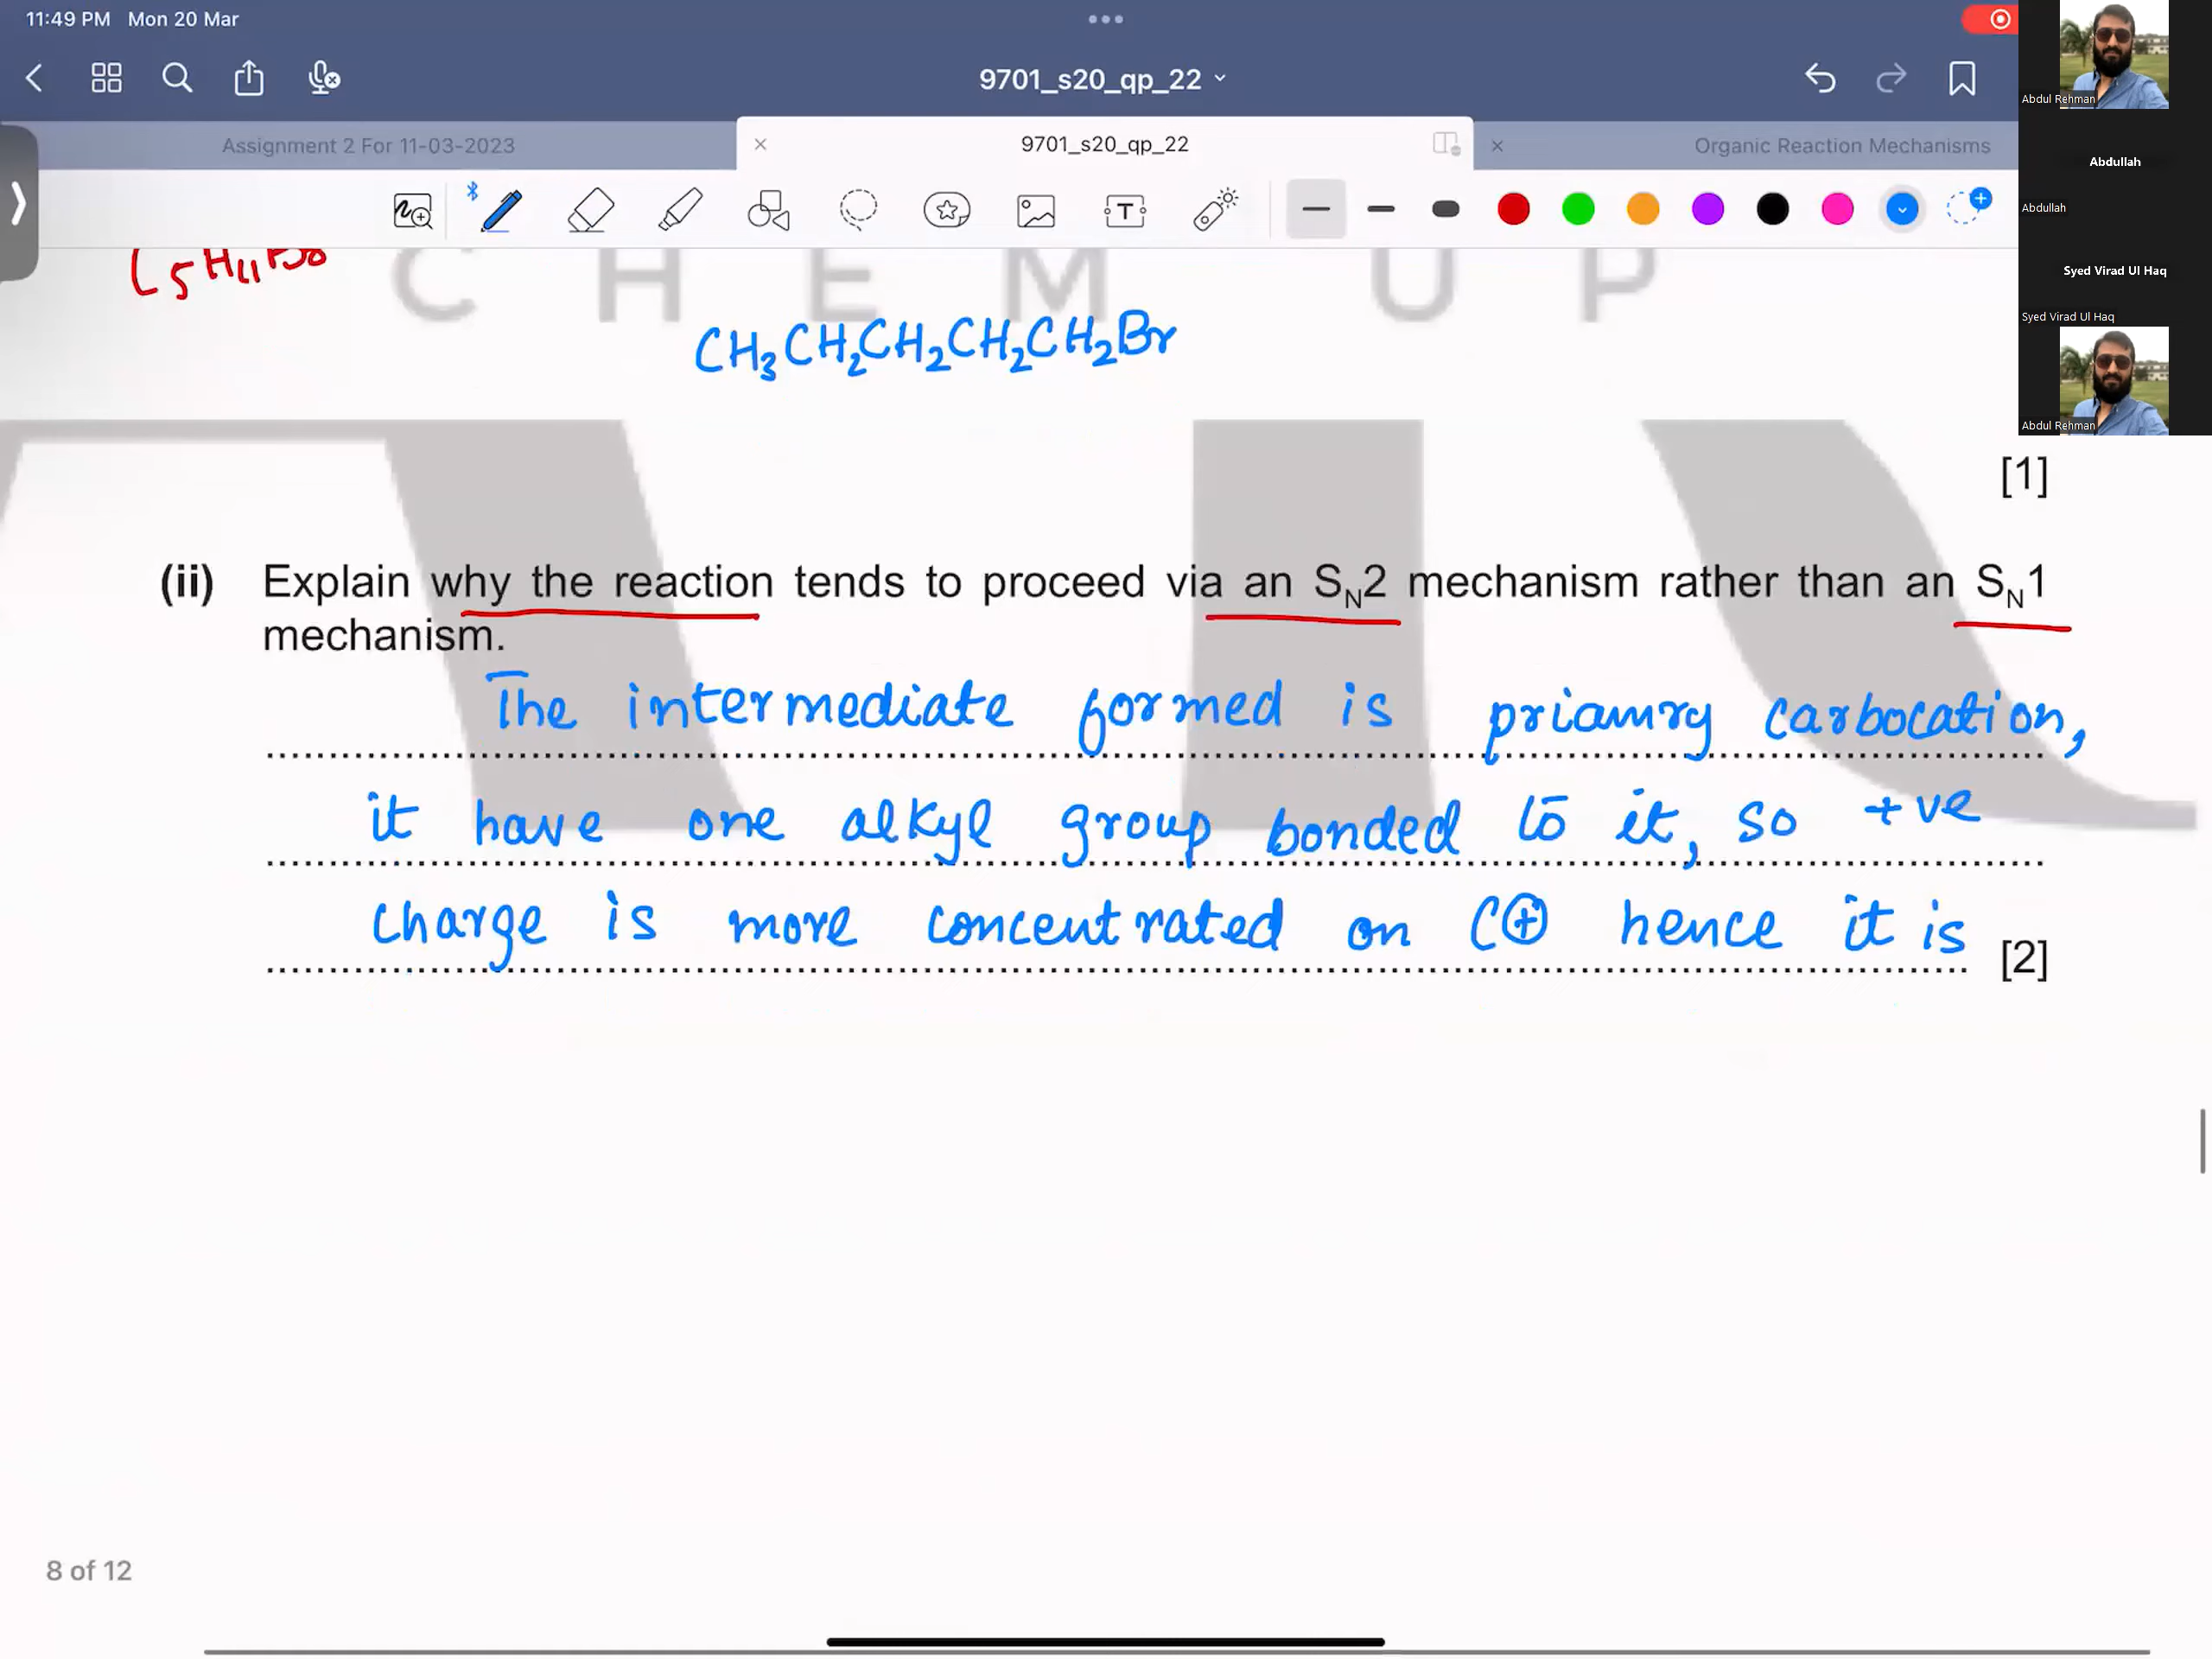 11:49 PM Mon 20 Mar
9701_s20_qp_22
Assignment 2 For 11-03-2023
9701_s20_qp_22
Organic Reaction Mechanisms
Abdul Rehman
Abdullah
Abdullah
Syed Virad Ul Haq
Syed Virad Ul Haq
Abdul Rehman
T
C₅H₁₁Br
C H E M U P
CH₃CH₂CH₂CH₂CH₂Br
[1]
(ii) Explain why the reaction tends to proceed via an S_N2 mechanism rather than an S_N1
mechanism.
The intermediate formed is priamry carbocation,
it have one alkyl group bonded to it, so +ve
charge is more concentrated on C⊕ hence it is
[2]
8 of 12